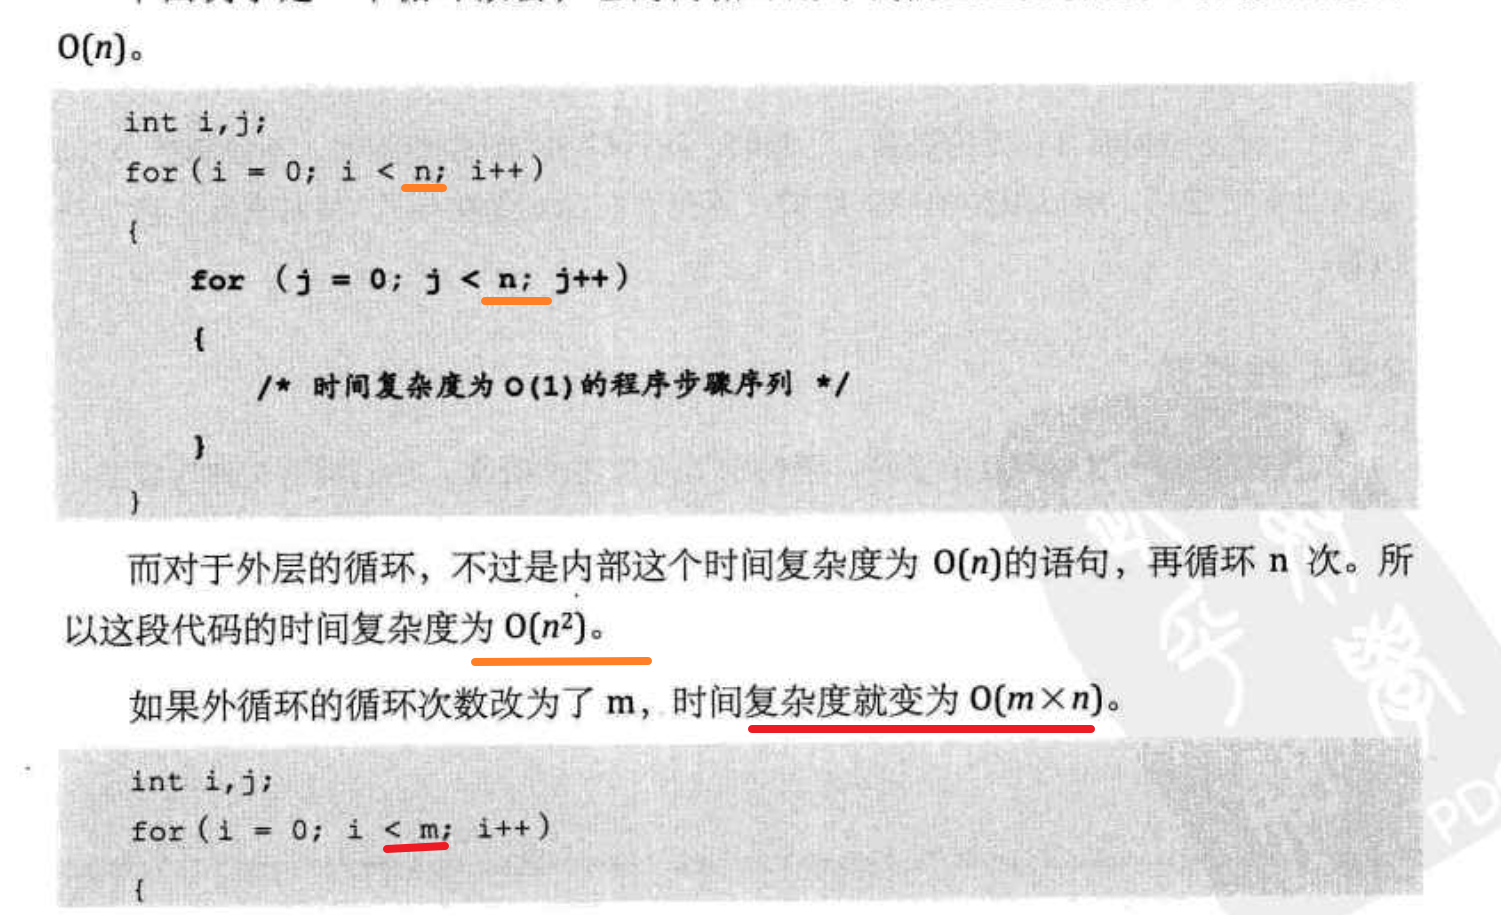 O(n)。
int i,j;
for(i = 0; i < n; i++)
{
for (j = 0; j < n; j++)
{
/* 时间复杂度为O(1)的程序步骤序列 */
}
}
而对于外层的循环，不过是内部这个时间复杂度为 O(n)的语句，再循环 n 次。所
以这段代码的时间复杂度为 O(n²)。
如果外循环的循环次数改为了 m，时间复杂度就变为 O(m×n)。
int i,j;
for(i = 0; i < m; i++)
{
PD